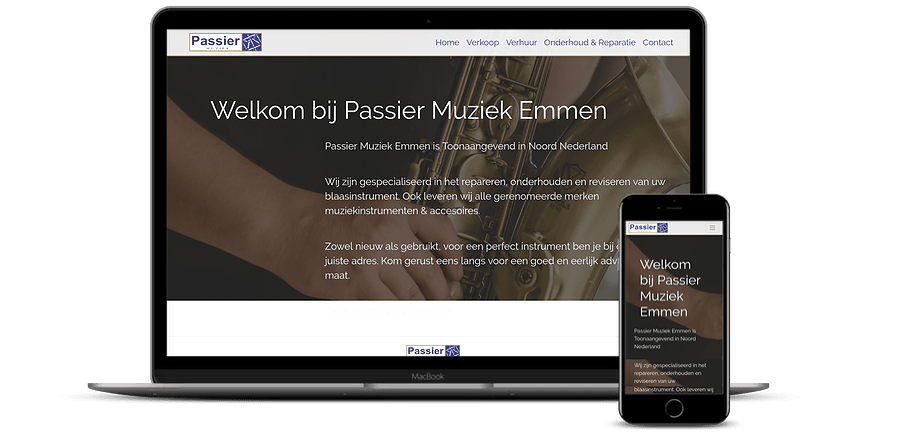 Passier
Home Verkoop Verhuur Onderhoud & Reparatie Contact
Welkom bij Passier Muziek Emmen
Passier Muziek Emmen is Toonaangevend in Noord Nederland
Wij zijn gespecialiseerd in het repareren, onderhouden en reviseren van uw
blaasinstrument. Ook leveren wij alle gerenomeerde merken
muziekinstrumenten & accesoires.
Zowel nieuw als gebruikt, voor een perfect instrument ben je bij
juiste adres. Kom gerust eens langs voor een goed en eerlijk adv
maat.
Passier
MacBook
Passier
Welkom
bij Passier
Muziek
Emmen
Passier Muziek Emmen is
Toonaangevend in Noord
Nederland
Wij zijn gespecialiseerd in het
repareren, onderhouden en
reviseren van uw
blaasinstrument. Ook leveren wij